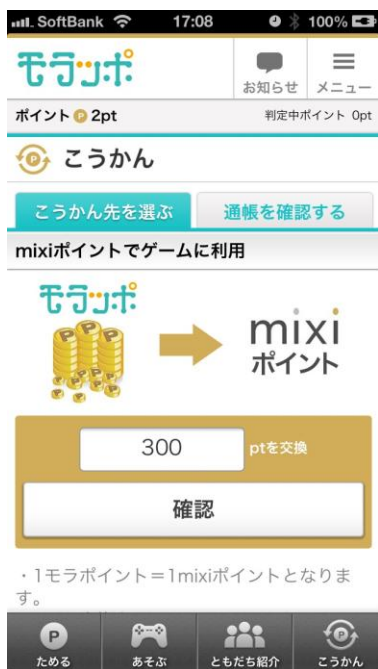 SoftBank 17:08 100%
モラッポ
お知らせ メニュー
ポイント P 2pt 判定中ポイント 0pt
P こうかん
こうかん先を選ぶ 通帳を確認する
mixiポイントでゲームに利用
モラッポ
mixi
ポイント
300 ptを交換
確認
・1モラポイント＝1mixiポイントとなりま
す。
P
ためる あそぶ ともだち紹介 こうかん